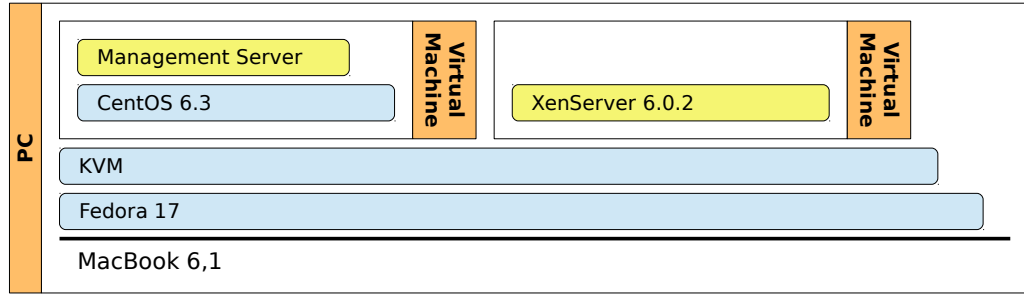 PC
Management Server
CentOS 6.3
Virtual
Machine
XenServer 6.0.2
Virtual
Machine
KVM
Fedora 17
MacBook 6,1